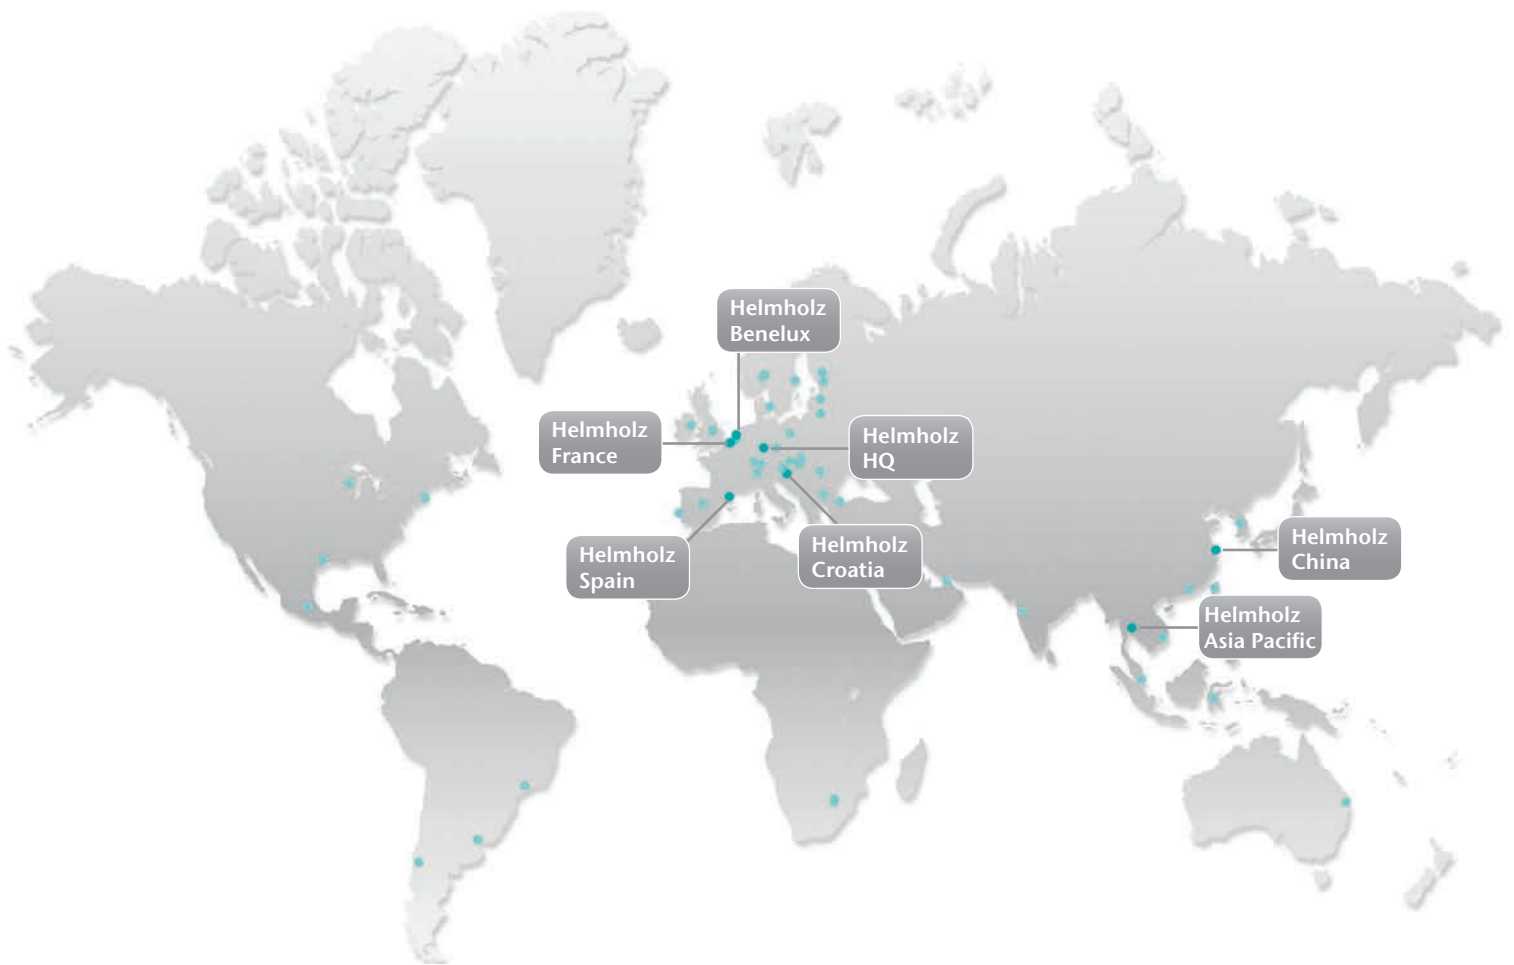 Helmholz
Benelux
Helmholz
France
Helmholz
HQ
Helmholz
Spain
Helmholz
Croatia
Helmholz
China
Helmholz
Asia Pacific